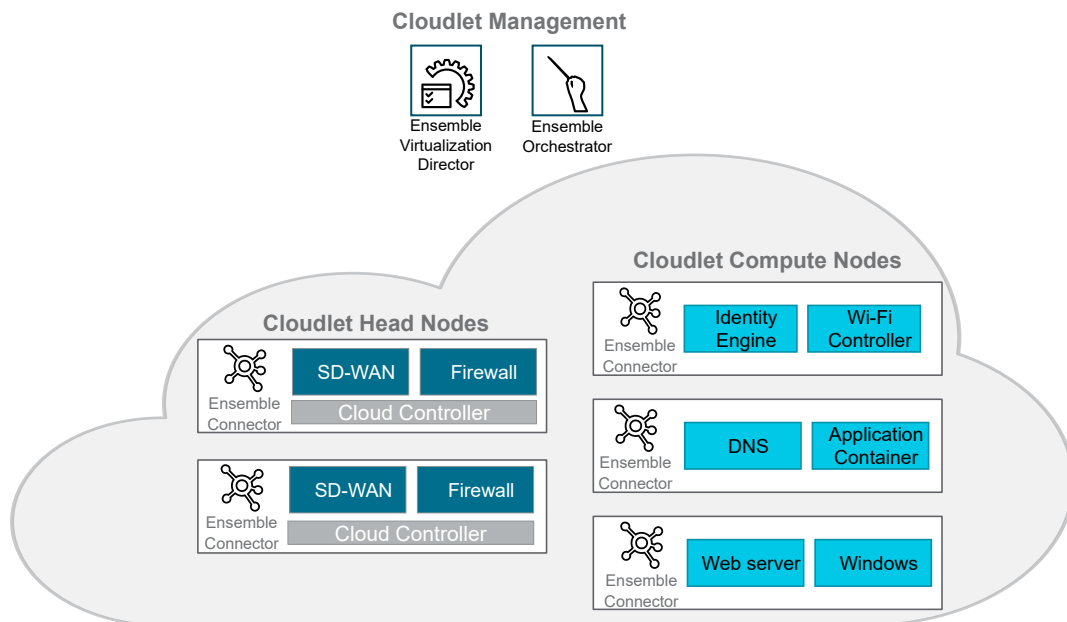 Cloudlet Management
Ensemble
Virtualization
Director
Ensemble
Orchestrator
Cloudlet Head Nodes
Ensemble
Connector
SD-WAN
Firewall
Cloud Controller
Ensemble
Connector
SD-WAN
Firewall
Cloud Controller
Cloudlet Compute Nodes
Ensemble
Connector
Identity
Engine
Wi-Fi
Controller
Ensemble
Connector
DNS
Application
Container
Ensemble
Connector
Web server
Windows